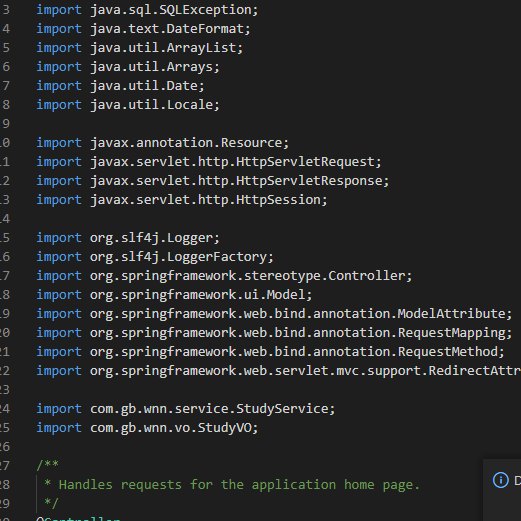 3 import java.sql.SQLException;
4 import java.text.DateFormat;
5 import java.util.ArrayList;
6 import java.util.Arrays;
7 import java.util.Date;
8 import java.util.Locale;
9
10 import javax.annotation.Resource;
11 import javax.servlet.http.HttpServletRequest;
12 import javax.servlet.http.HttpServletResponse;
13 import javax.servlet.http.HttpSession;
14
15 import org.slf4j.Logger;
16 import org.slf4j.LoggerFactory;
17 import org.springframework.stereotype.Controller;
18 import org.springframework.ui.Model;
19 import org.springframework.web.bind.annotation.ModelAttribute;
20 import org.springframework.web.bind.annotation.RequestMapping;
21 import org.springframework.web.bind.annotation.RequestMethod;
22 import org.springframework.web.servlet.mvc.support.RedirectAttr
23
24 import com.gb.wnn.service.StudyService;
25 import com.gb.wnn.vo.StudyVO;
26
27 /**
28 * Handles requests for the application home page.
29 */
@Controller